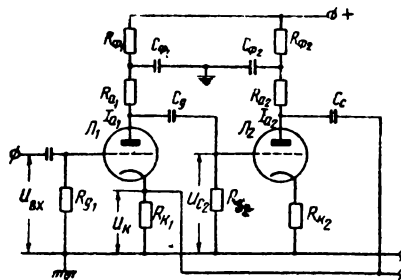 +
Rф₁
Cф₁
Cф₂
Rф₂
Ra₁
Ia₁
Cg
Ra₂
Ia₂
Cc
Л₁
Л₂
Uвх
Rg₁
Uк
Rк₁
Uc₂
Rк₂